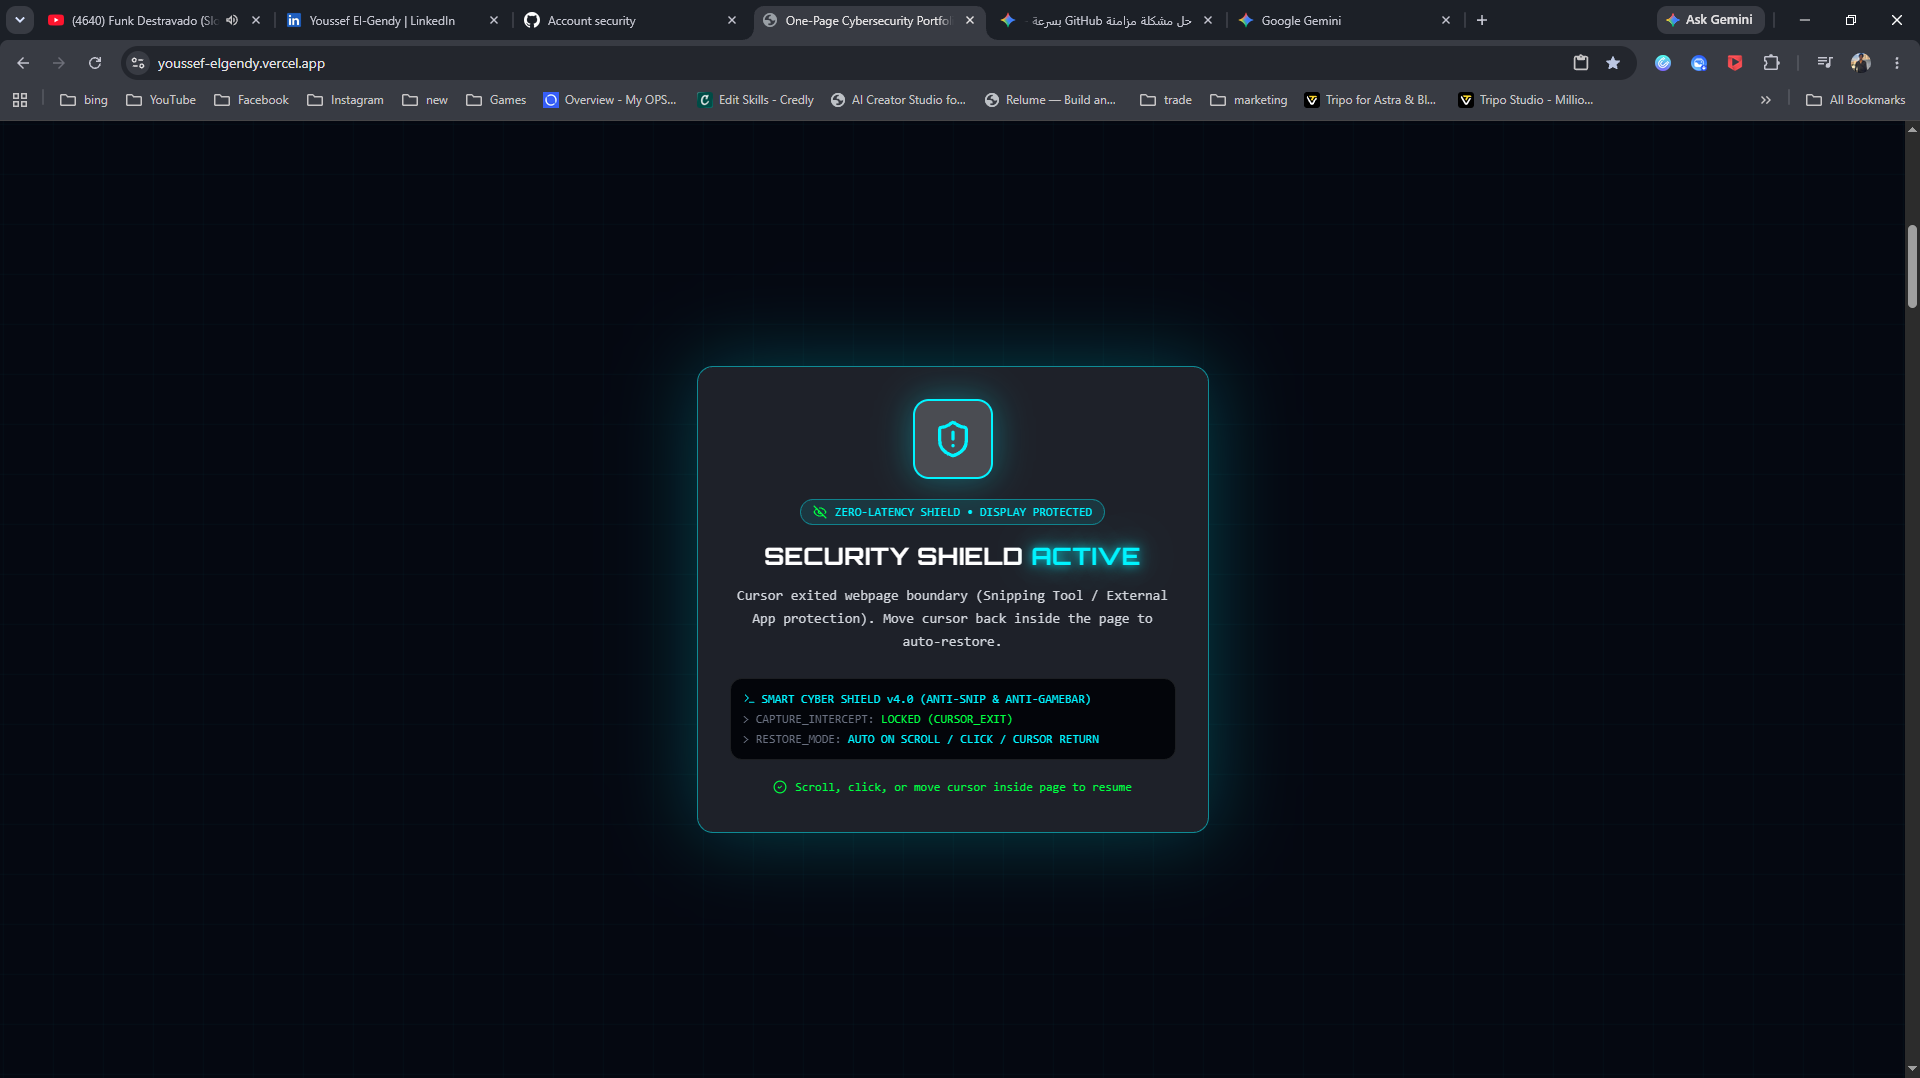 (4640) Funk Destravado (Slo
Youssef El-Gendy | LinkedIn
Account security
One-Page Cybersecurity Portfoli
حل مشكلة مزامنة GitHub بسرعة
Google Gemini
Ask Gemini
youssef-elgendy.vercel.app
bing
YouTube
Facebook
Instagram
new
Games
Overview - My OPS...
Edit Skills - Credly
AI Creator Studio fo...
Relume — Build an...
trade
marketing
Tripo for Astra & Bl...
Tripo Studio - Millio...
All Bookmarks
ZERO-LATENCY SHIELD • DISPLAY PROTECTED
SECURITY SHIELD ACTIVE
Cursor exited webpage boundary (Snipping Tool / External
App protection). Move cursor back inside the page to
auto-restore.
>_ SMART CYBER SHIELD v4.0 (ANTI-SNIP & ANTI-GAMEBAR)
> CAPTURE_INTERCEPT: LOCKED (CURSOR_EXIT)
> RESTORE_MODE: AUTO ON SCROLL / CLICK / CURSOR RETURN
Scroll, click, or move cursor inside page to resume